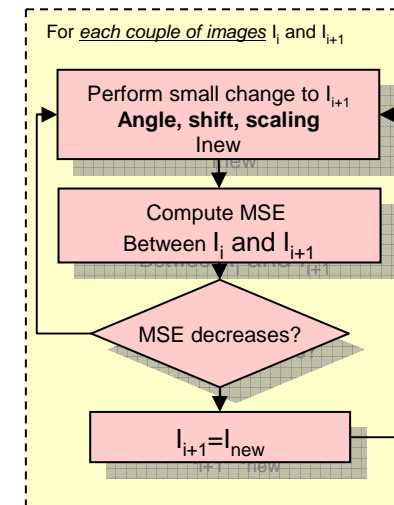 For each couple of images Ii and Ii+1
Perform small change to Ii+1
Angle, shift, scaling
Inew
Compute MSE
Between Ii and Ii+1
MSE decreases?
Ii+1=Inew